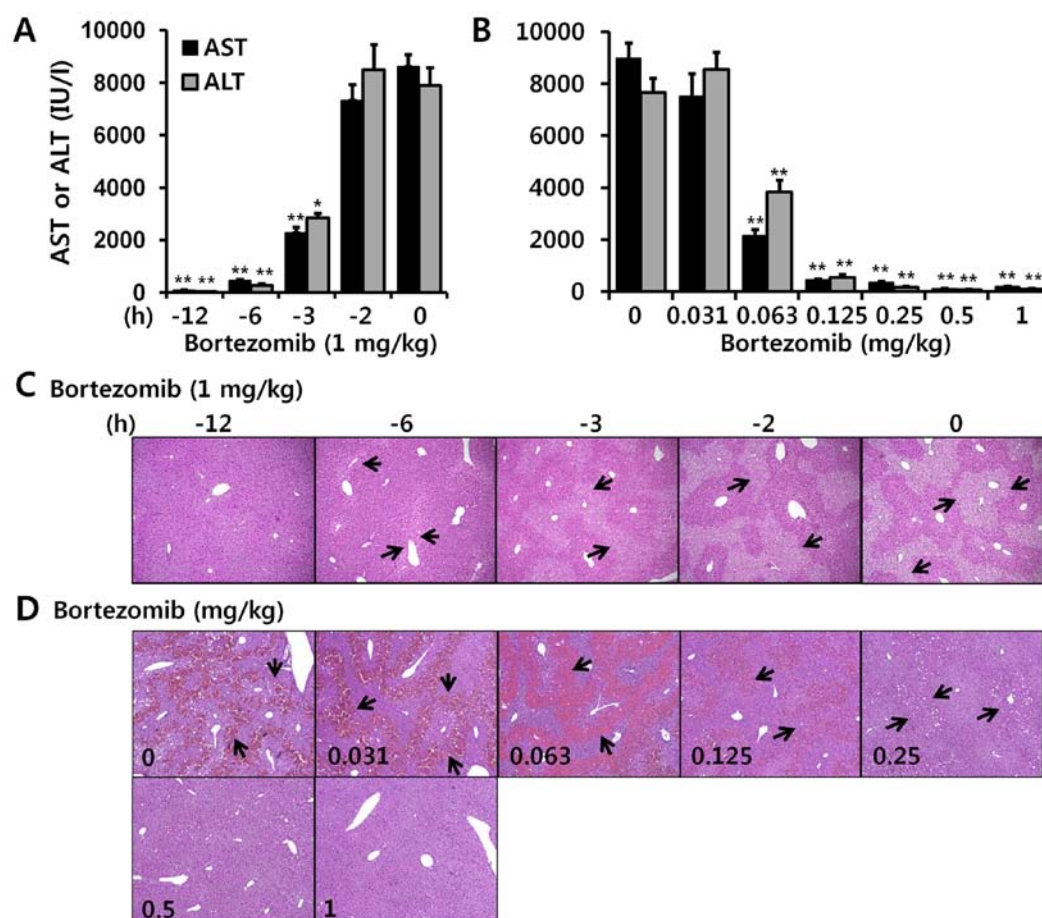 A
10000
8000
6000
4000
2000
0
AST or ALT (IU/l)
AST
ALT
** **
** **
** *
(h) -12 -6 -3 -2 0
Bortezomib (1 mg/kg)
B
10000
8000
6000
4000
2000
0
** **
** **
** **
** **
** **
0 0.031 0.063 0.125 0.25 0.5 1
Bortezomib (mg/kg)
C Bortezomib (1 mg/kg)
(h) -12 -6 -3 -2 0
D Bortezomib (mg/kg)
0 0.031 0.063 0.125 0.25
0.5 1